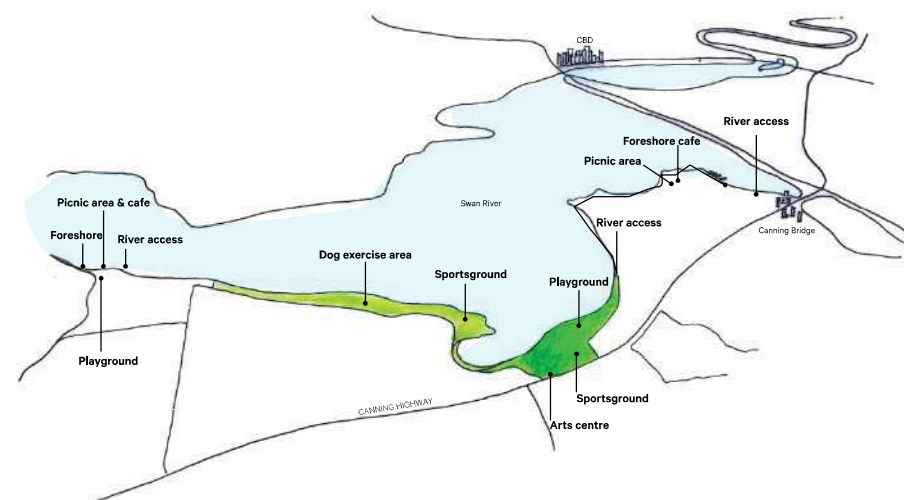 CBD
River access
Foreshore cafe
Picnic area
Swan River
Picnic area & cafe
River access
Canning Bridge
Foreshore
River access
Dog exercise area
Sportsground
Playground
Playground
Sportsground
CANNING HIGHWAY
Arts centre